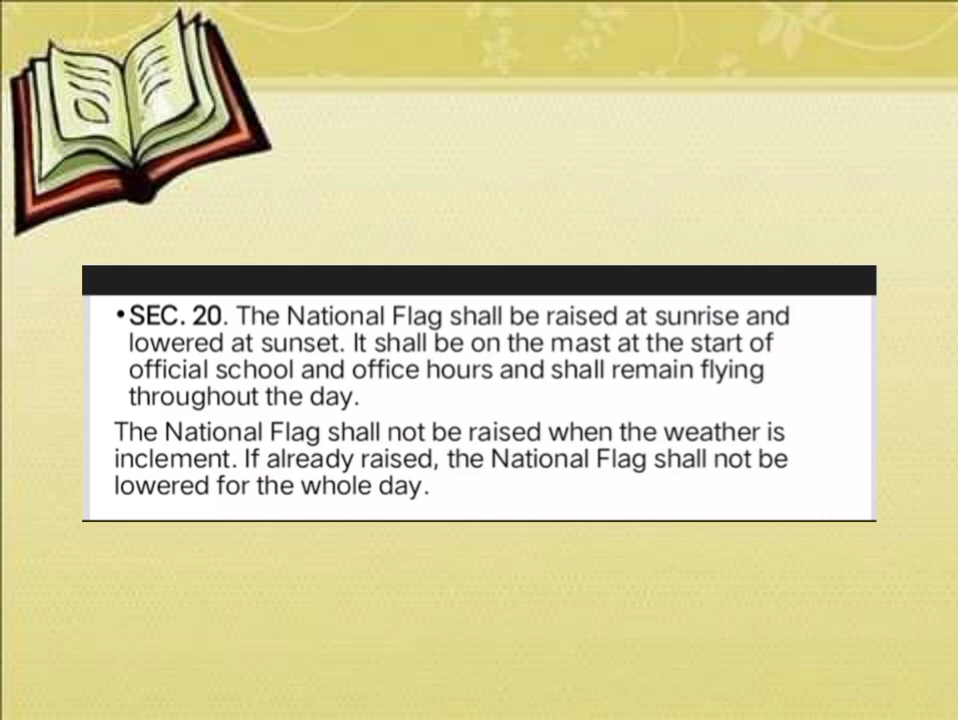 •SEC. 20. The National Flag shall be raised at sunrise and
lowered at sunset. It shall be on the mast at the start of
official school and office hours and shall remain flying
throughout the day.
The National Flag shall not be raised when the weather is
inclement. If already raised, the National Flag shall not be
lowered for the whole day.